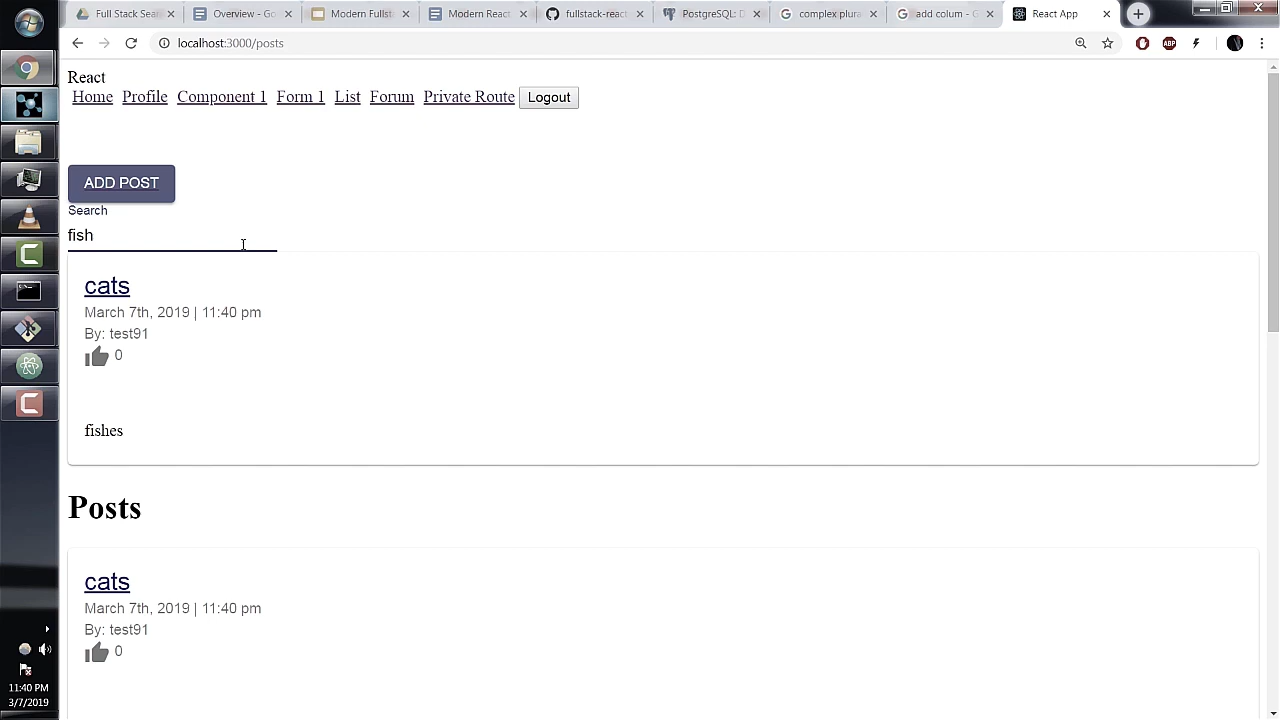 Full Stack Sear
Overview - Go
Modern Fullst
Modern React
fullstack-react
PostgreSQL: D
complex plura
add colum - G
React App
localhost:3000/posts
ABP
React
Home Profile Component 1 Form 1 List Forum Private Route Logout
ADD POST
Search
fish
cats
March 7th, 2019 | 11:40 pm
By: test91
0
fishes
Posts
cats
March 7th, 2019 | 11:40 pm
By: test91
0
11:40 PM
3/7/2019